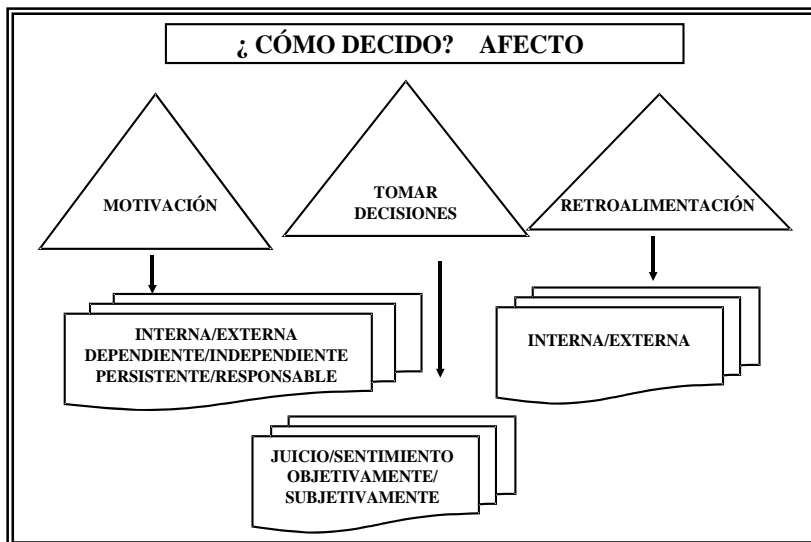 ¿ CÓMO DECIDO? AFECTO
MOTIVACIÓN
TOMAR
DECISIONES
RETROALIMENTACIÓN
INTERNA/EXTERNA
DEPENDIENTE/INDEPENDIENTE
PERSISTENTE/RESPONSABLE
INTERNA/EXTERNA
JUICIO/SENTIMIENTO
OBJETIVAMENTE/
SUBJETIVAMENTE